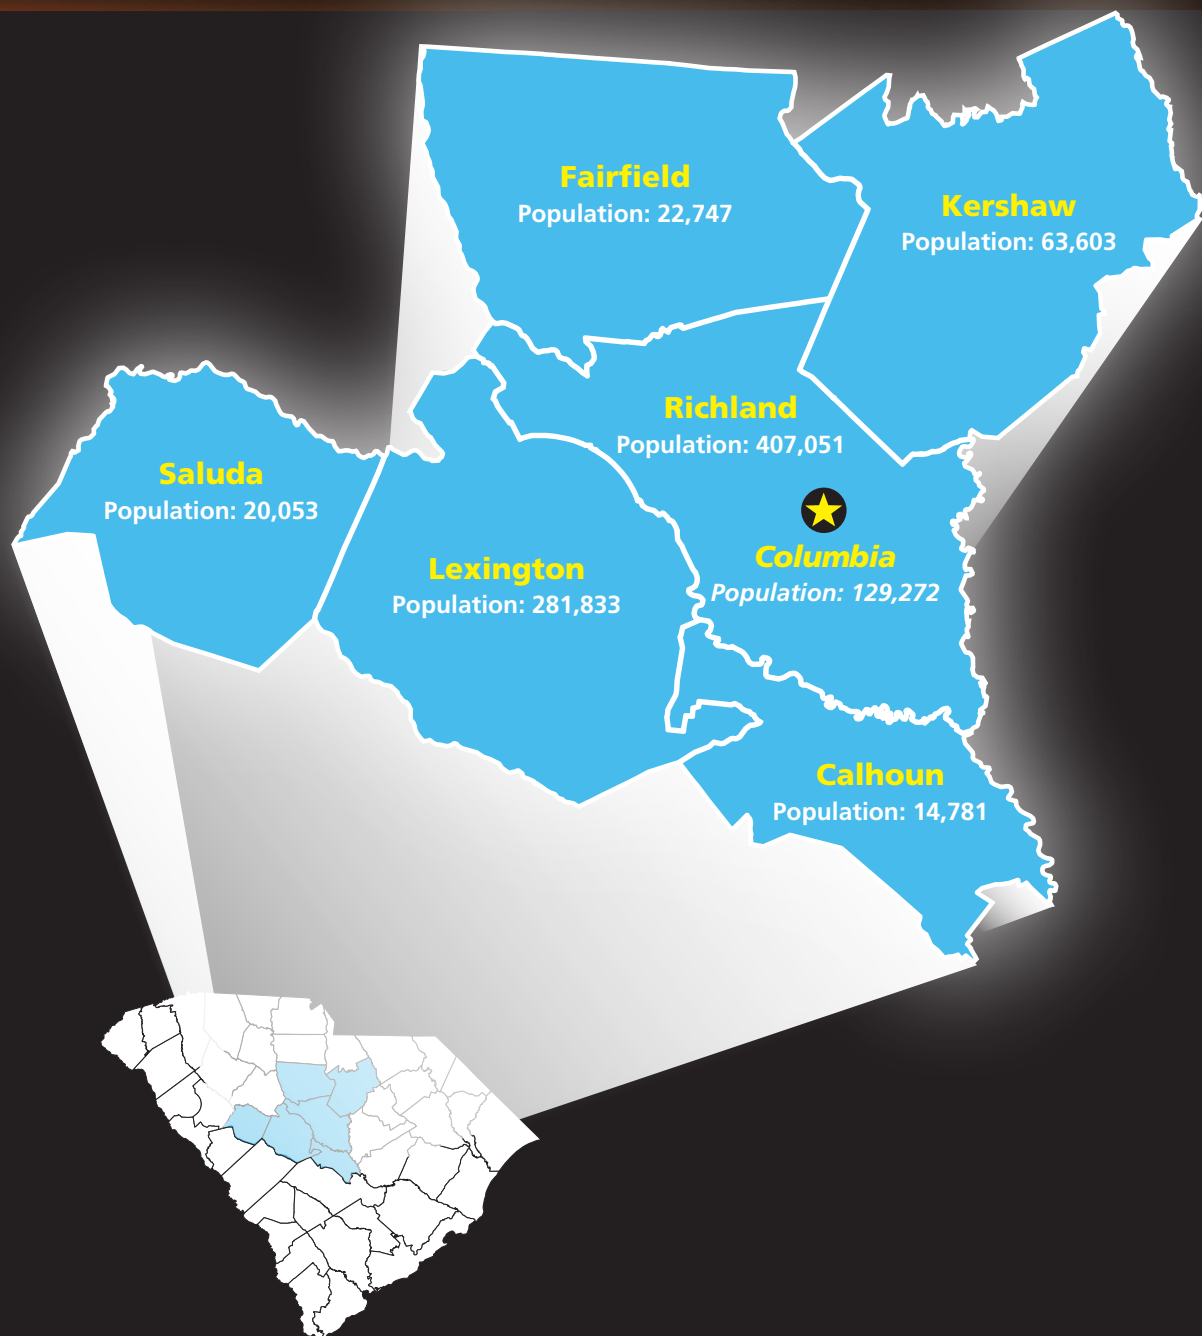 Fairfield
Population: 22,747
Kershaw
Population: 63,603
Richland
Population: 407,051
Saluda
Population: 20,053
Columbia
Population: 129,272
Lexington
Population: 281,833
Calhoun
Population: 14,781